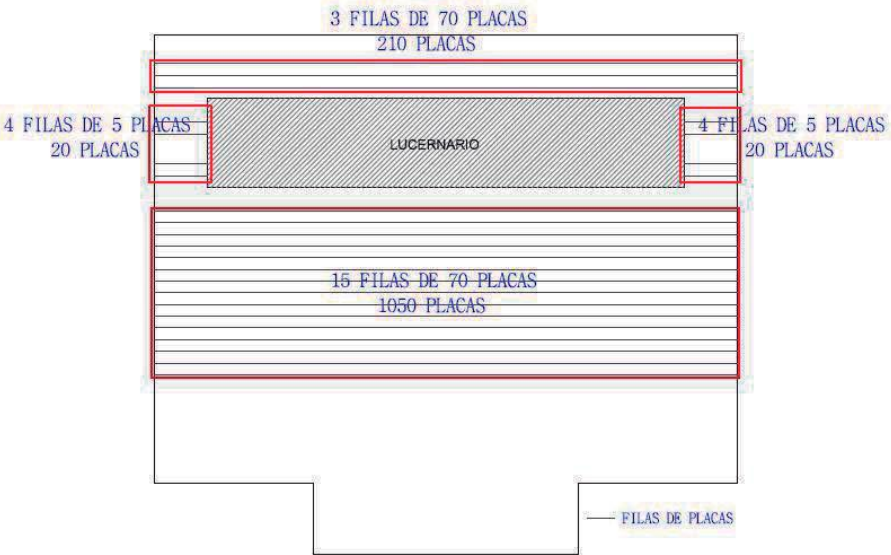 3 FILAS DE 70 PLACAS
210 PLACAS
4 FILAS DE 5 PLACAS
20 PLACAS
LUCERNARIO
4 FILAS DE 5 PLACAS
20 PLACAS
15 FILAS DE 70 PLACAS
1050 PLACAS
FILAS DE PLACAS